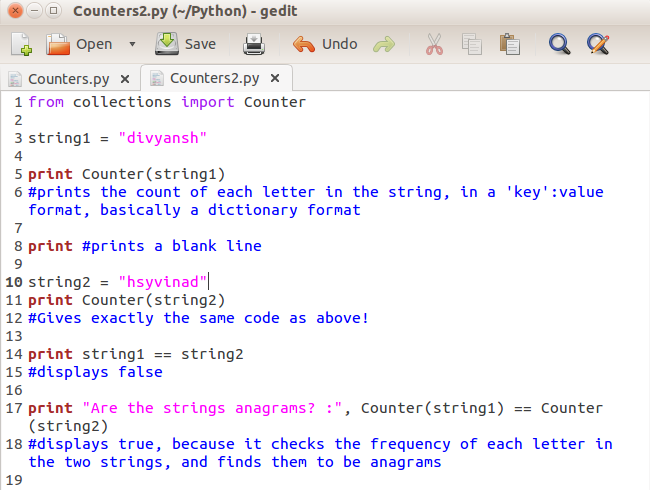 Counters2.py (~/Python) - gedit
Open Save Undo
Counters.py × Counters2.py ×
1 from collections import Counter
2
3 string1 = "divyansh"
4
5 print Counter(string1)
6 #prints the count of each letter in the string, in a 'key':value
format, basically a dictionary format
7
8 print #prints a blank line
9
10 string2 = "hsyvinad"
11 print Counter(string2)
12 #Gives exactly the same code as above!
13
14 print string1 == string2
15 #displays false
16
17 print "Are the strings anagrams? :", Counter(string1) == Counter
(string2)
18 #displays true, because it checks the frequency of each letter in
the two strings, and finds them to be anagrams
19